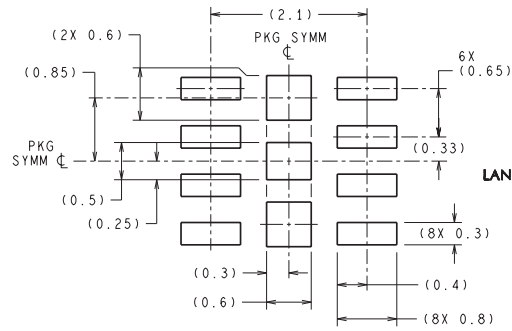 (2.1)
(2X 0.6)
PKG SYMM
℄
(0.85)
6X
(0.65)
PKG
SYMM ℄
(0.33)
LAN
(0.5)
(0.25)
(8X 0.3)
(0.3)
(0.4)
(0.6)
(8X 0.8)